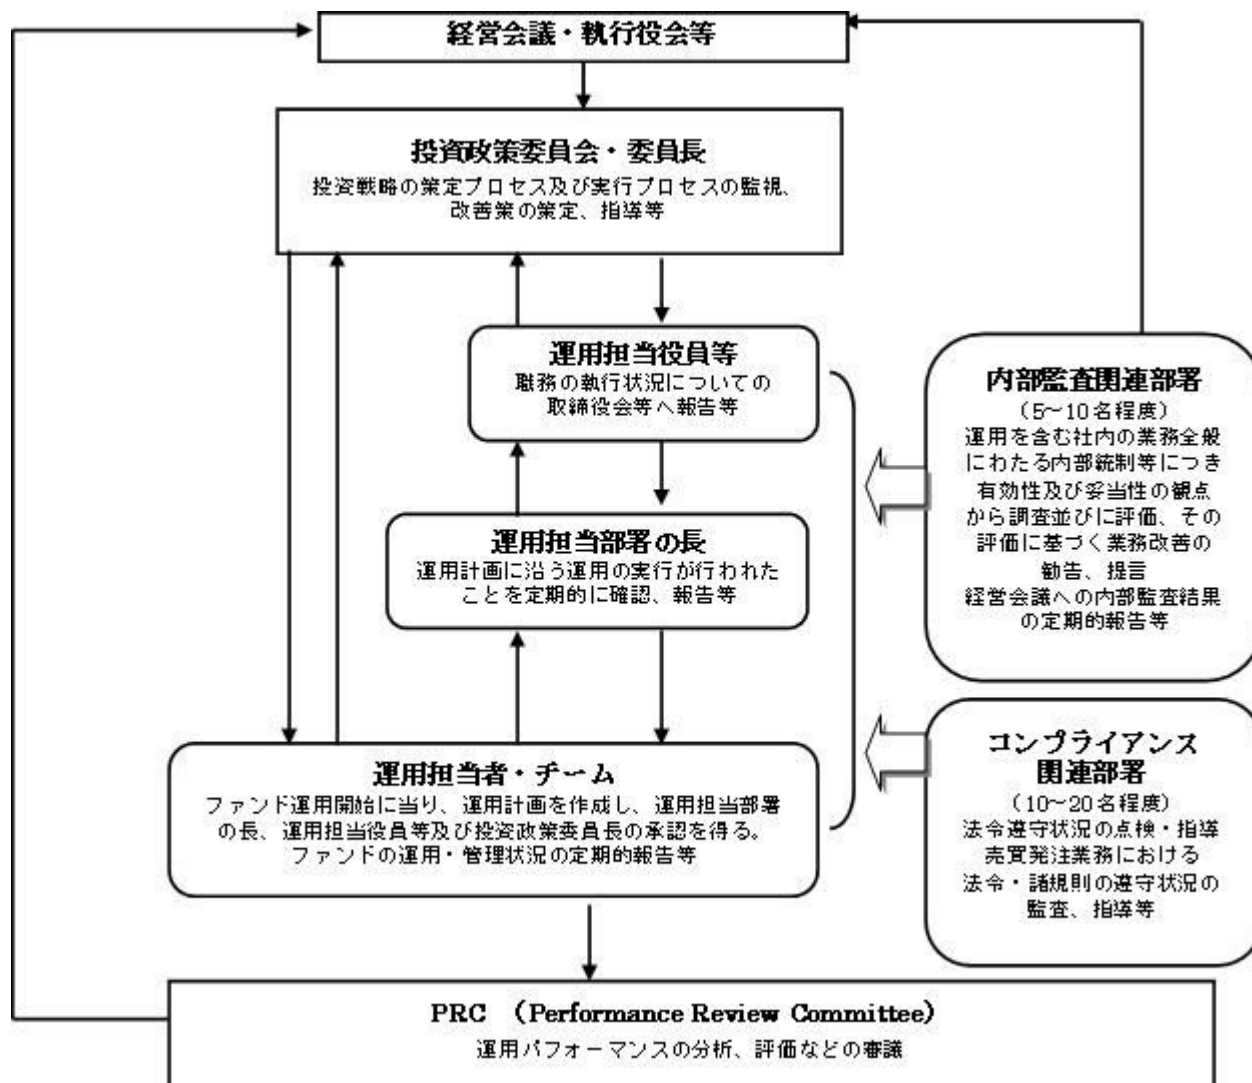 経営会議・執行役会等
投資政策委員会・委員長
投資戦略の策定プロセス及び実行プロセスの監視、
改善策の策定、指導等
運用担当役員等
職務の執行状況についての
取締役会等へ報告等
運用担当部署の長
運用計画に沿う運用の実行が行われた
ことを定期的に確認、報告等
運用担当者・チーム
ファンド運用開始に当り、運用計画を作成し、運用担当部署
の長、運用担当役員等及び投資政策委員長の承認を得る。
ファンドの運用・管理状況の定期的報告等
内部監査関連部署
（5～10名程度）
運用を含む社内の業務全般
にわたる内部統制等につき
有効性及び妥当性の観点
から調査並びに評価、その
評価に基づく業務改善の
勧告、提言
経営会議への内部監査結果
の定期的報告等
コンプライアンス
関連部署
（10～20名程度）
法令遵守状況の点検・指導
売買発注業務における
法令・諸規則の遵守状況の
監査、指導等
PRC （Performance Review Committee）
運用パフォーマンスの分析、評価などの審議